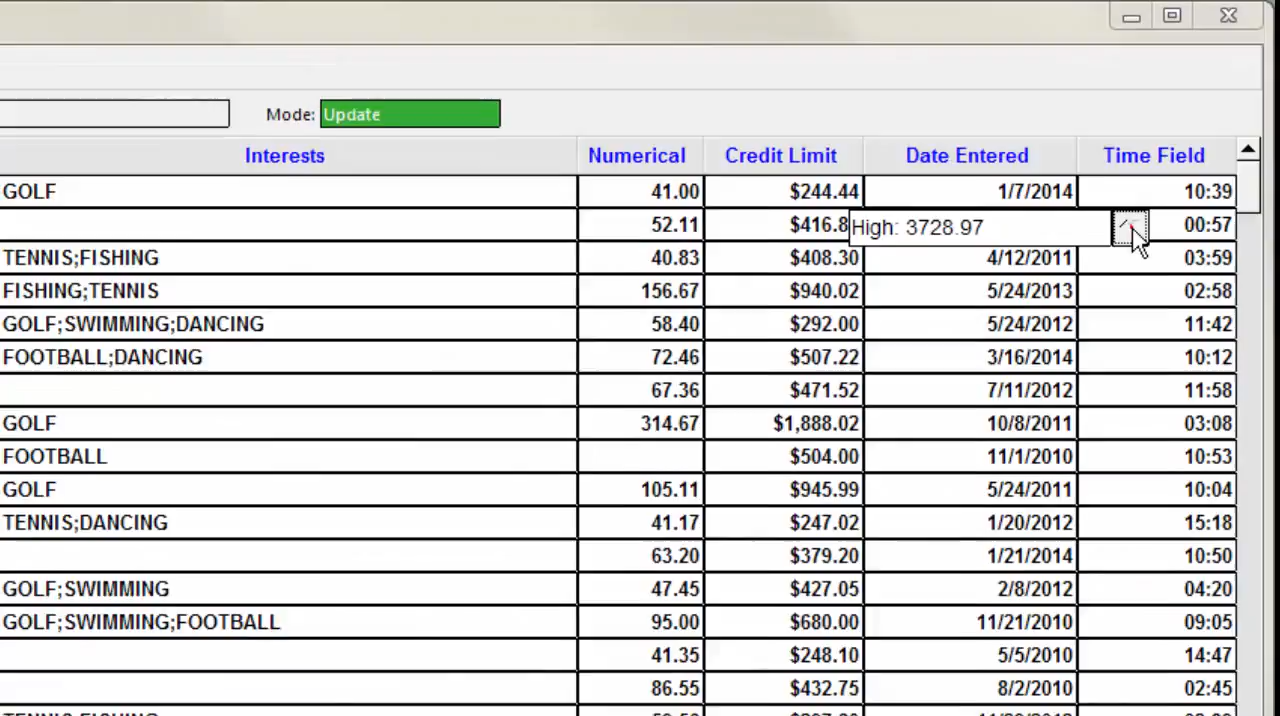 Mode: Update
Interests Numerical Credit Limit Date Entered Time Field
GOLF 41.00 $244.44 1/7/2014 10:39
52.11 $416.8 High: 3728.97 00:57
TENNIS;FISHING 40.83 $408.30 4/12/2011 03:59
FISHING;TENNIS 156.67 $940.02 5/24/2013 02:58
GOLF;SWIMMING;DANCING 58.40 $292.00 5/24/2012 11:42
FOOTBALL;DANCING 72.46 $507.22 3/16/2014 10:12
67.36 $471.52 7/11/2012 11:58
GOLF 314.67 $1,888.02 10/8/2011 03:08
FOOTBALL $504.00 11/1/2010 10:53
GOLF 105.11 $945.99 5/24/2011 10:04
TENNIS;DANCING 41.17 $247.02 1/20/2012 15:18
63.20 $379.20 1/21/2014 10:50
GOLF;SWIMMING 47.45 $427.05 2/8/2012 04:20
GOLF;SWIMMING;FOOTBALL 95.00 $680.00 11/21/2010 09:05
41.35 $248.10 5/5/2010 14:47
86.55 $432.75 8/2/2010 02:45